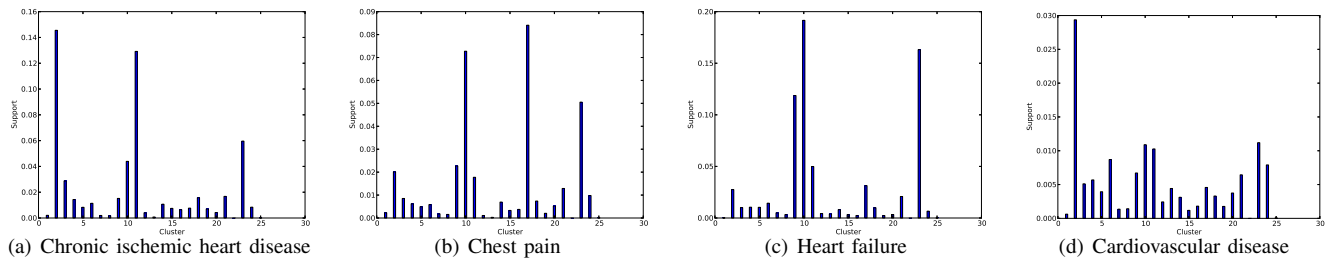 0.16
0.14
0.12
0.10
0.08
0.06
0.04
0.02
0.00
Support
0 5 10 15 20 25 30
Cluster
(a) Chronic ischemic heart disease
0.09
0.08
0.07
0.06
0.05
0.04
0.03
0.02
0.01
0.00
Support
0 5 10 15 20 25 30
Cluster
(b) Chest pain
0.20
0.15
0.10
0.05
0.00
Support
0 5 10 15 20 25 30
Cluster
(c) Heart failure
0.030
0.025
0.020
0.015
0.010
0.005
0.000
Support
0 5 10 15 20 25 30
Cluster
(d) Cardiovascular disease